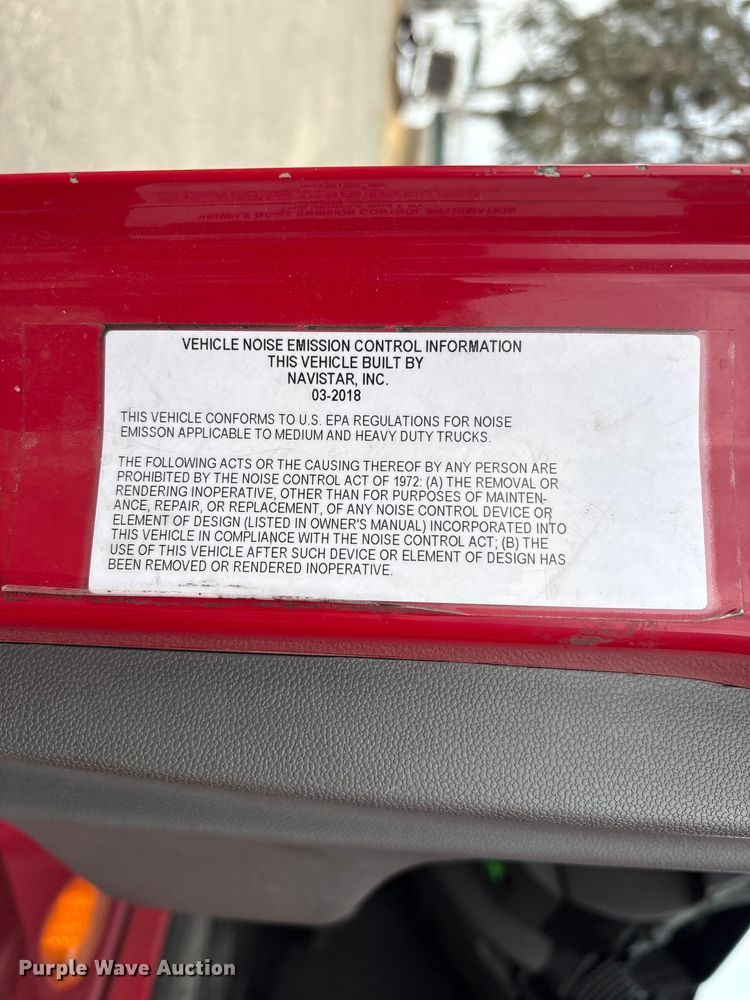 VEHICLE NOISE EMISSION CONTROL INFORMATION
THIS VEHICLE BUILT BY
NAVISTAR, INC.
03-2018
THIS VEHICLE CONFORMS TO U.S. EPA REGULATIONS FOR NOISE
EMISSON APPLICABLE TO MEDIUM AND HEAVY DUTY TRUCKS.
THE FOLLOWING ACTS OR THE CAUSING THEREOF BY ANY PERSON ARE
PROHIBITED BY THE NOISE CONTROL ACT OF 1972: (A) THE REMOVAL OR
RENDERING INOPERATIVE, OTHER THAN FOR PURPOSES OF MAINTEN-
ANCE, REPAIR, OR REPLACEMENT, OF ANY NOISE CONTROL DEVICE OR
ELEMENT OF DESIGN (LISTED IN OWNER'S MANUAL) INCORPORATED INTO
THIS VEHICLE IN COMPLIANCE WITH THE NOISE CONTROL ACT; (B) THE
USE OF THIS VEHICLE AFTER SUCH DEVICE OR ELEMENT OF DESIGN HAS
BEEN REMOVED OR RENDERED INOPERATIVE.
Purple Wave Auction